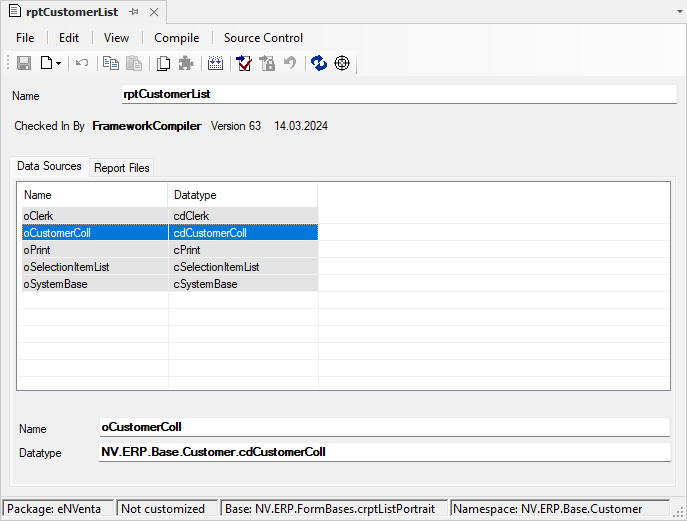 rptCustomerList
File Edit View Compile Source Control
Name rptCustomerList
Checked In By FrameworkCompiler Version 63 14.03.2024
Data Sources Report Files
Name Datatype
oClerk cdClerk
oCustomerColl cdCustomerColl
oPrint cPrint
oSelectionItemList cSelectionItemList
oSystemBase cSystemBase
Name oCustomerColl
Datatype NV.ERP.Base.Customer.cdCustomerColl
Package: eNVenta Not customized Base: NV.ERP.FormBases.crptListPortrait Namespace: NV.ERP.Base.Customer